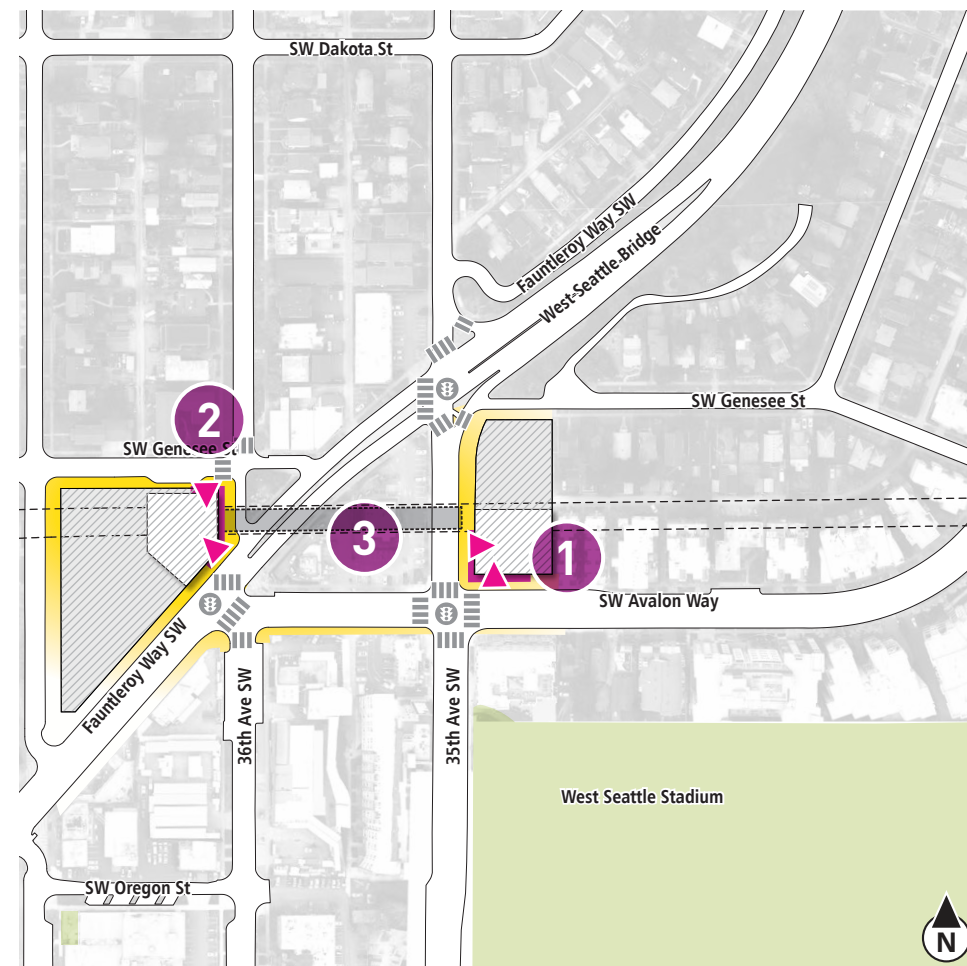 SW Dakota St
Fauntleroy Way SW
West Seattle Bridge
SW Genesee St
2
SW Genesee St
3
1
SW Avalon Way
Fauntleroy Way SW
36th Ave SW
35th Ave SW
West Seattle Stadium
SW Oregon St
N